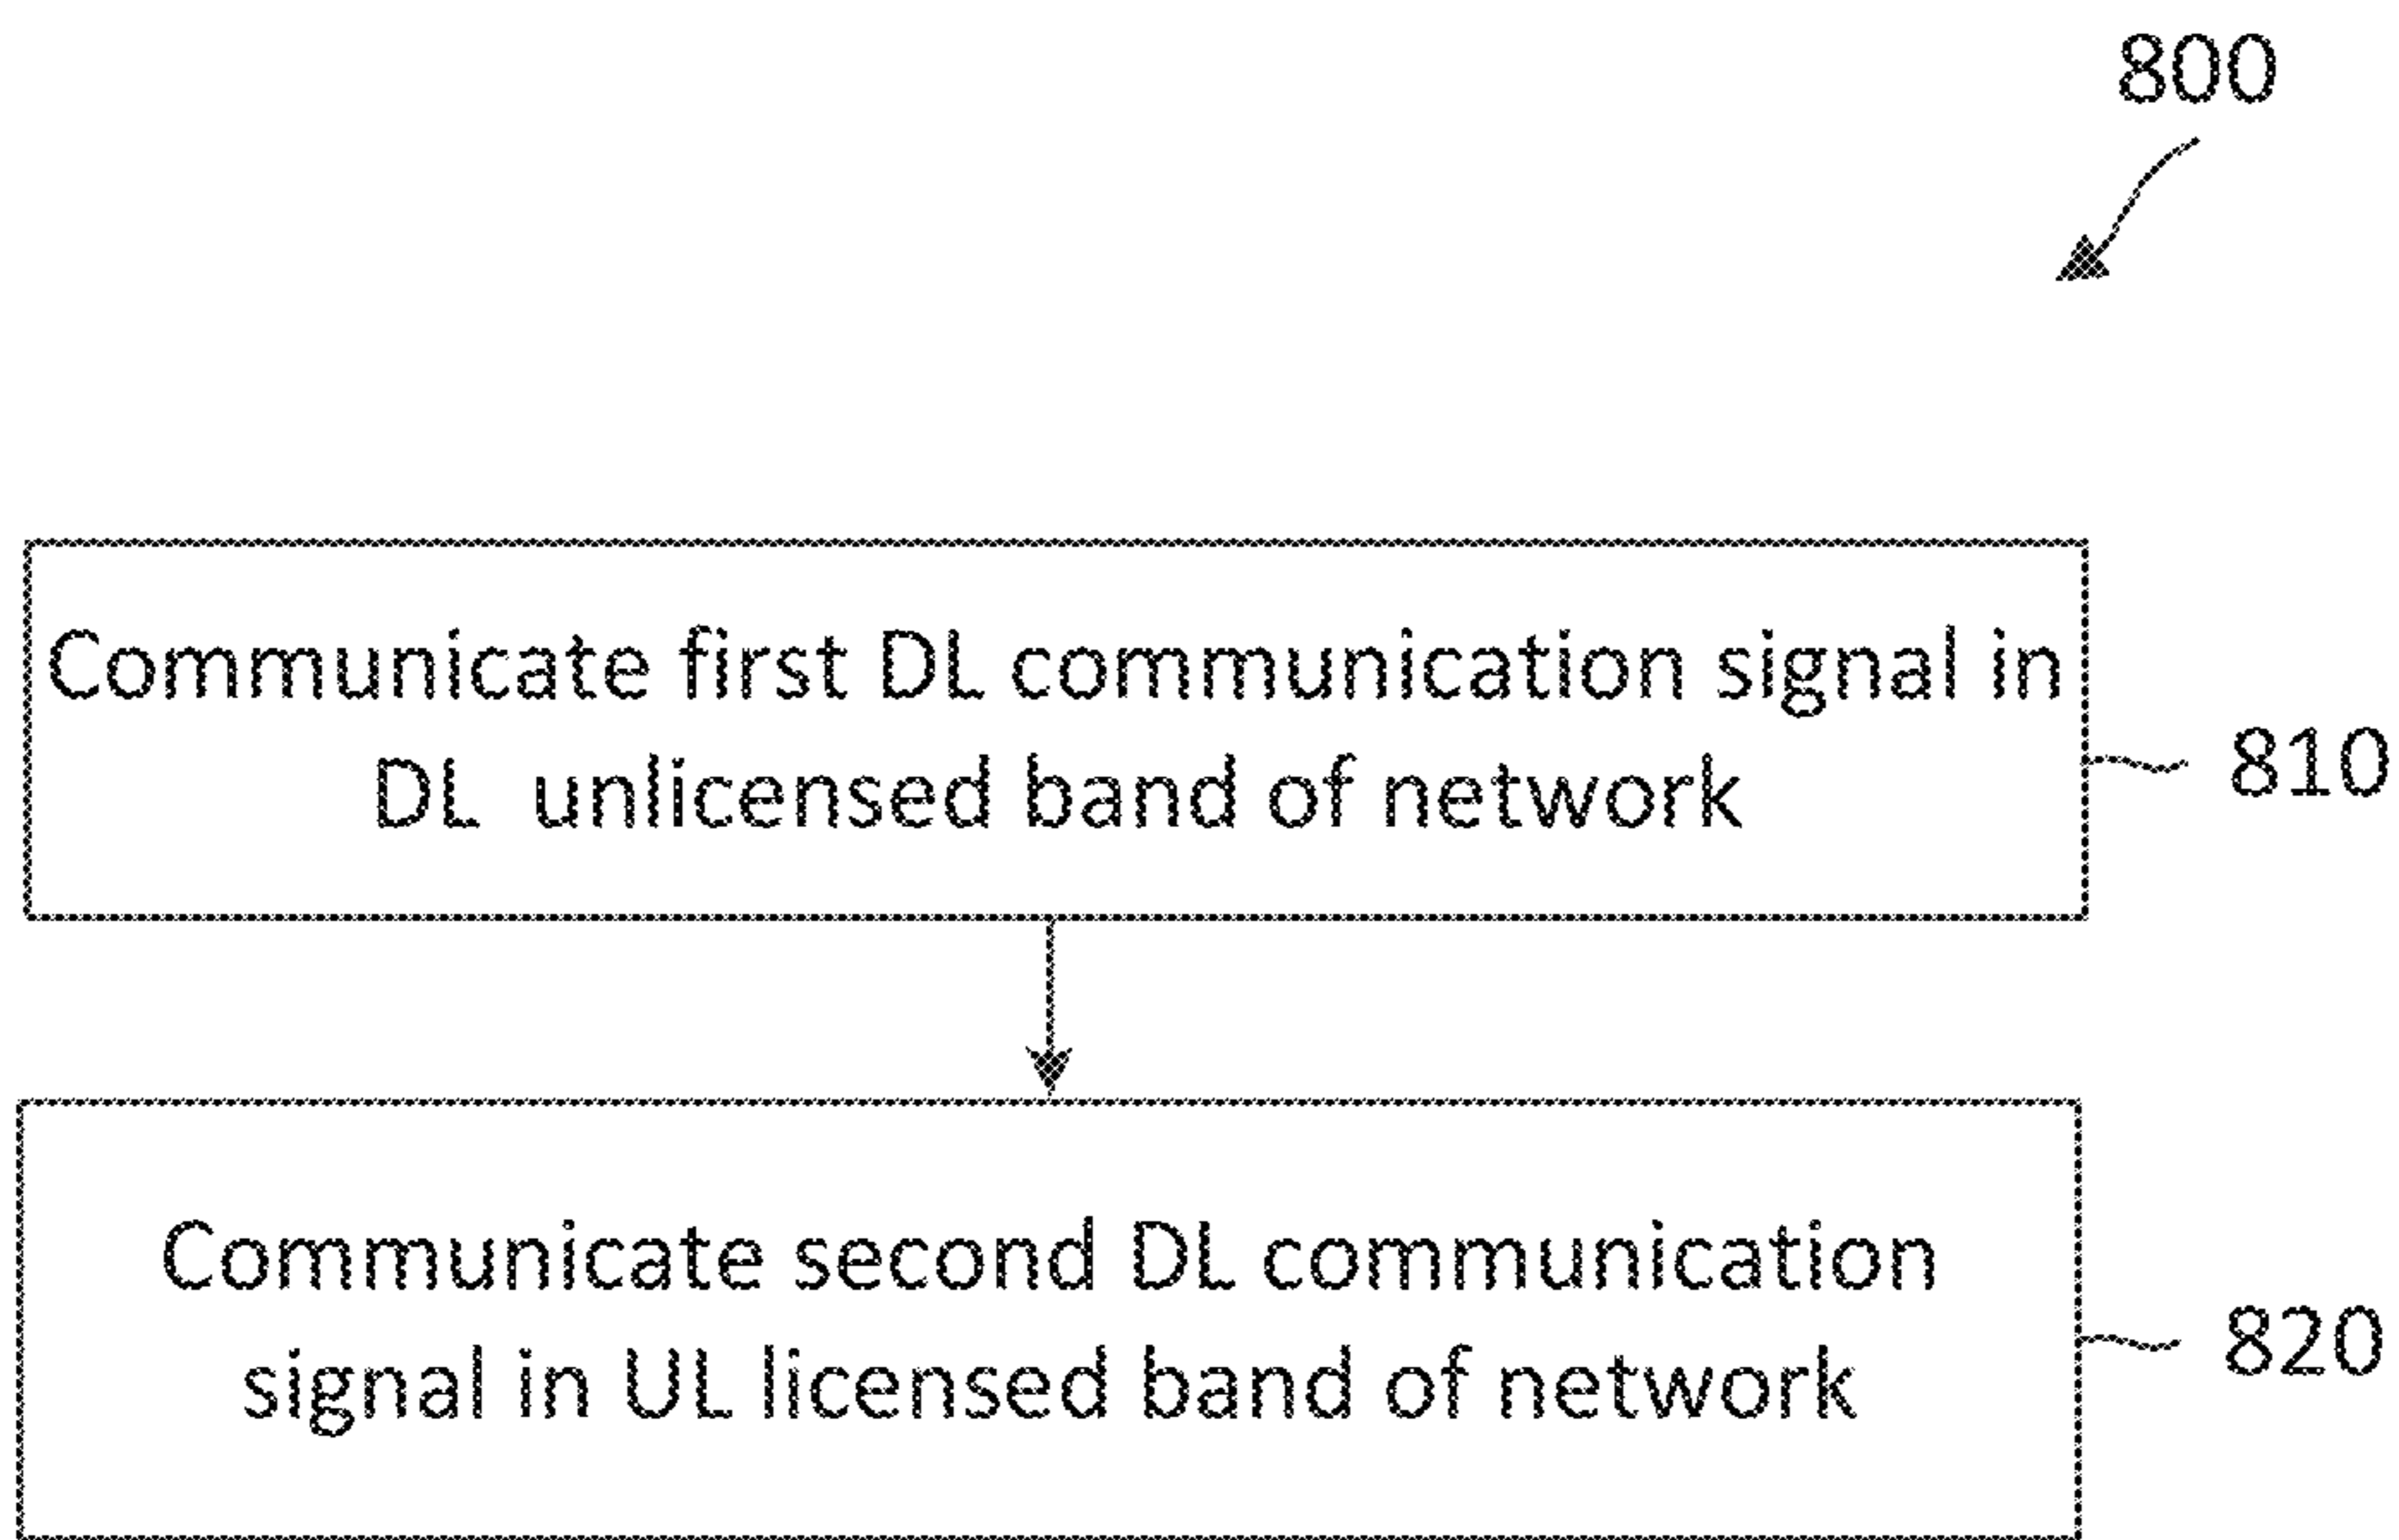 800
Communicate first DL communication signal in
DL unlicensed band of network
810
Communicate second DL communication
signal in UL licensed band of network
820